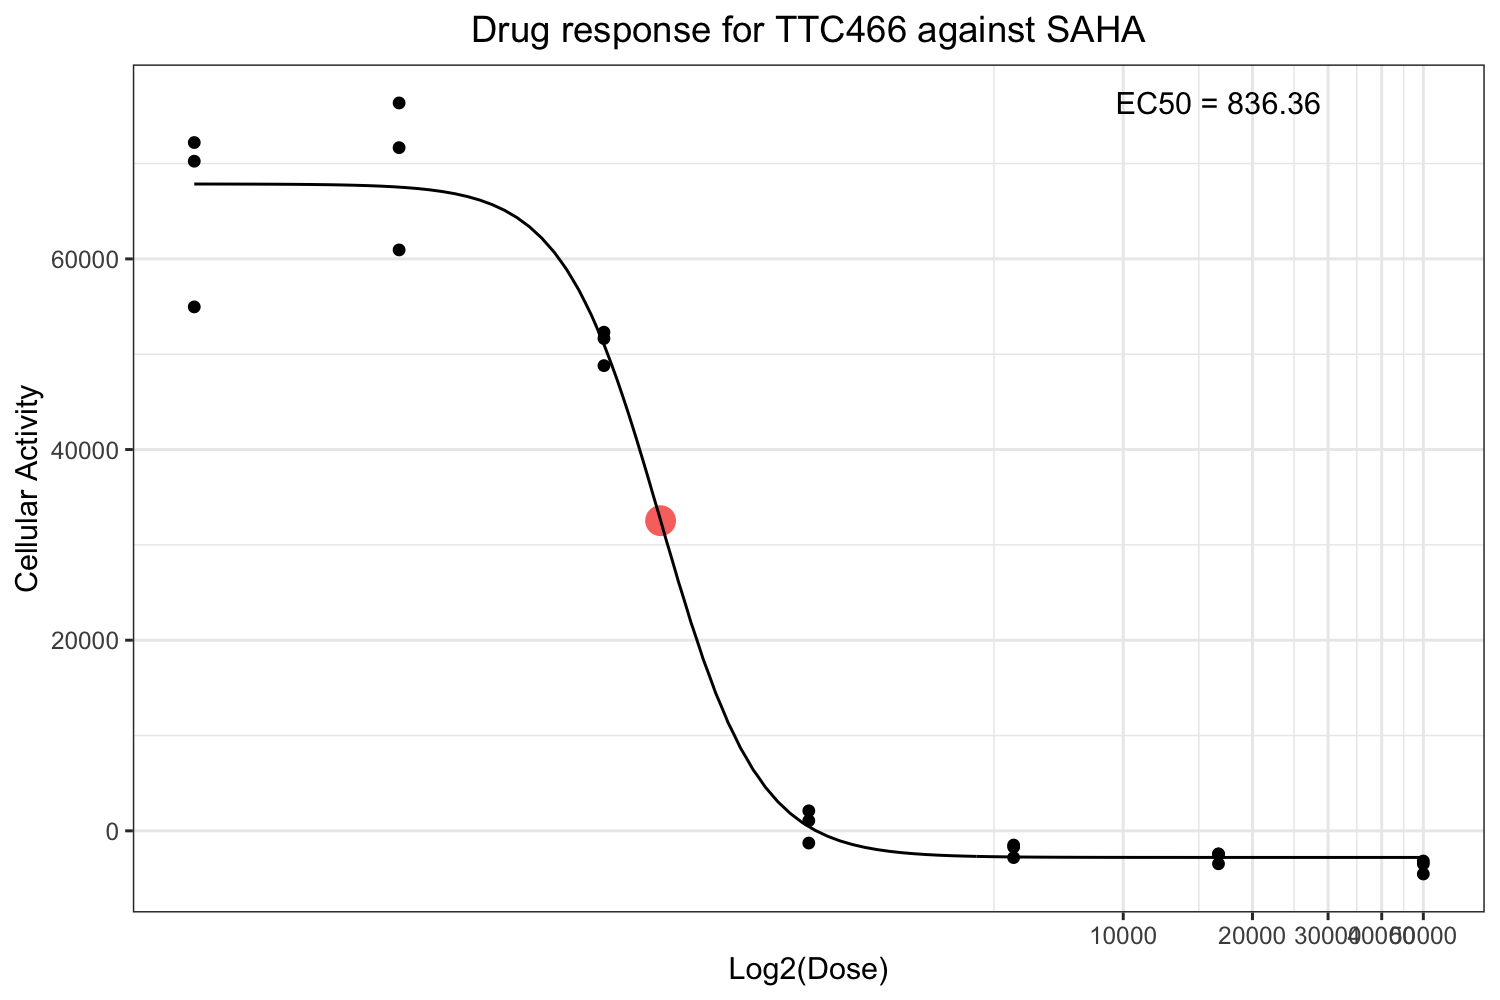 Drug response for TTC466 against SAHA
EC50 = 836.36
Cellular Activity
60000
40000
20000
0
10000 20000 30000 40000 50000
Log2(Dose)